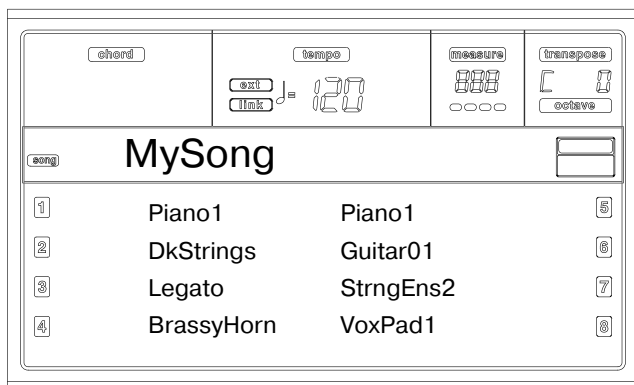 chord tempo measure transpose
ext
link = 120 888 C 0
octave
song MySong
1 Piano1 Piano1 5
2 DkStrings Guitar01 6
3 Legato StrngEns2 7
4 BrassyHorn VoxPad1 8